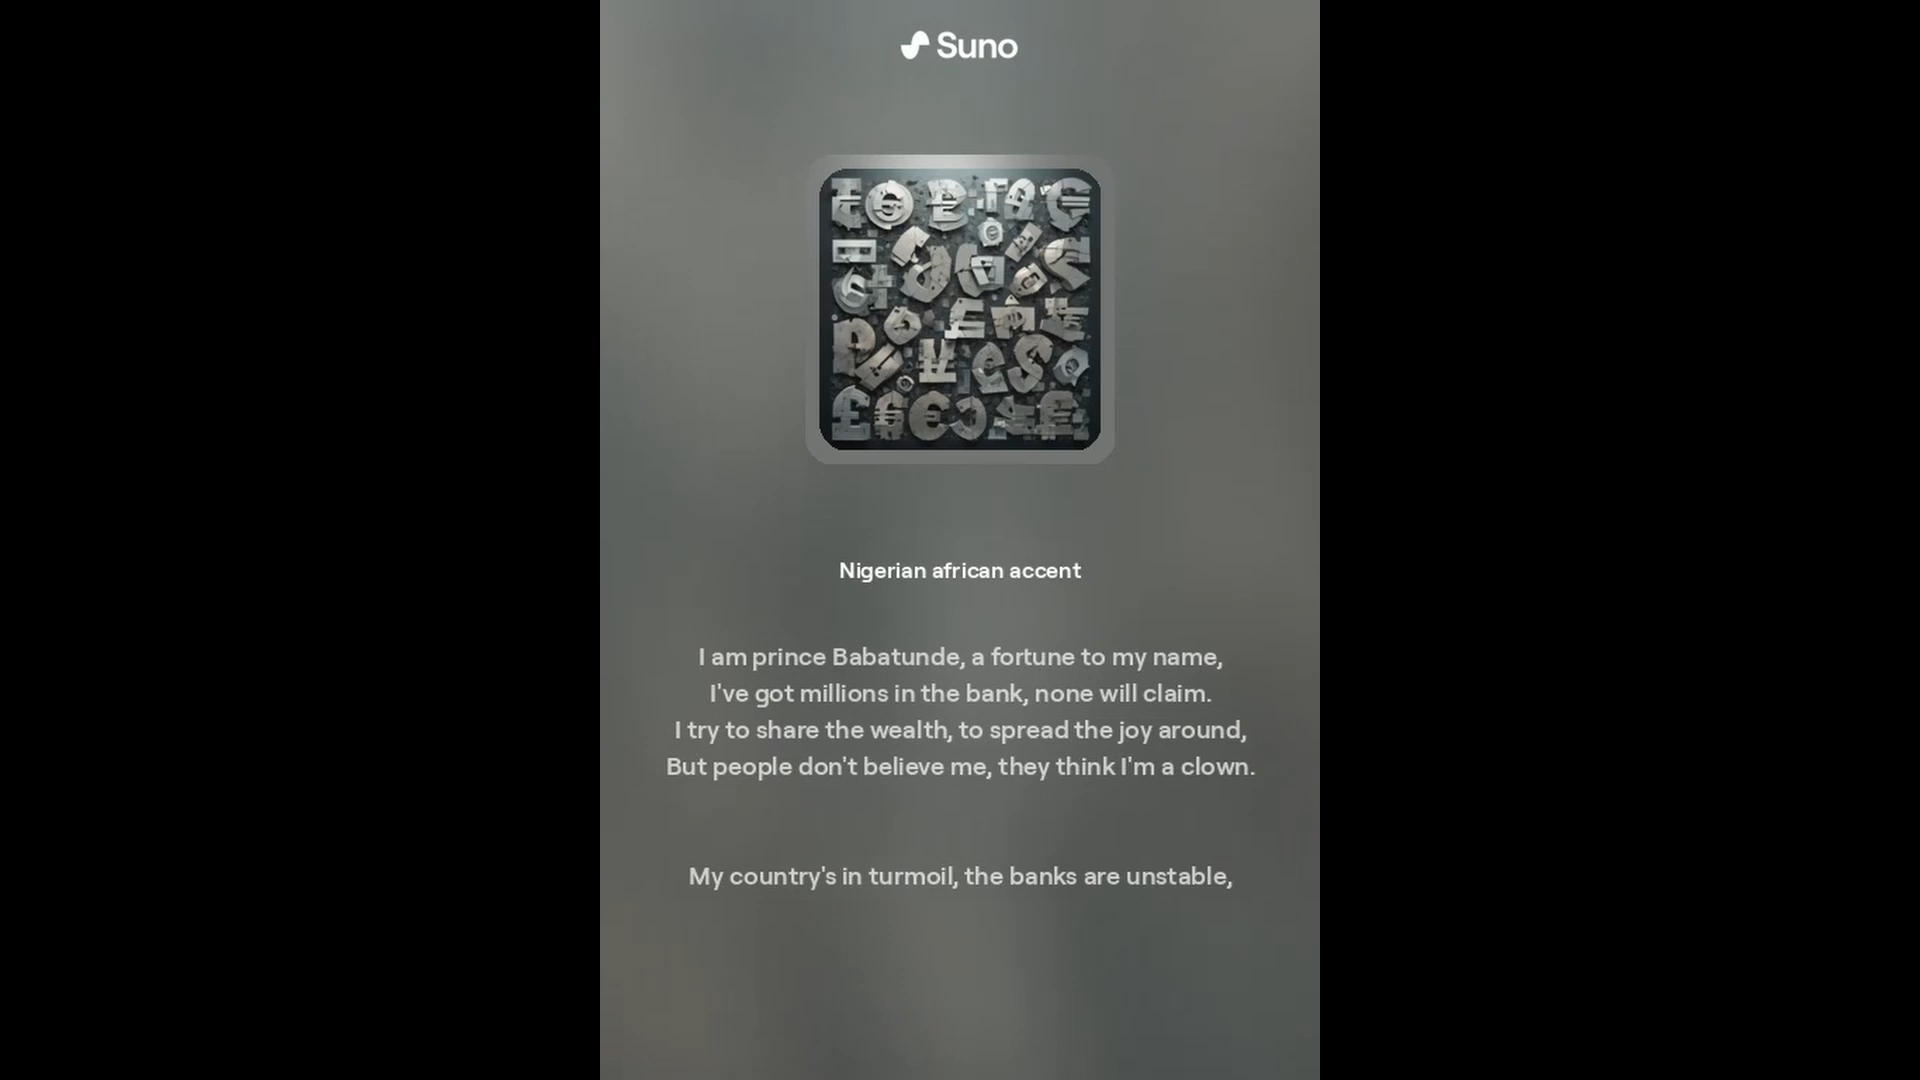 Suno
Nigerian african accent
I am prince Babatunde, a fortune to my name,
I've got millions in the bank, none will claim.
I try to share the wealth, to spread the joy around,
But people don't believe me, they think I'm a clown.
My country's in turmoil, the banks are unstable,